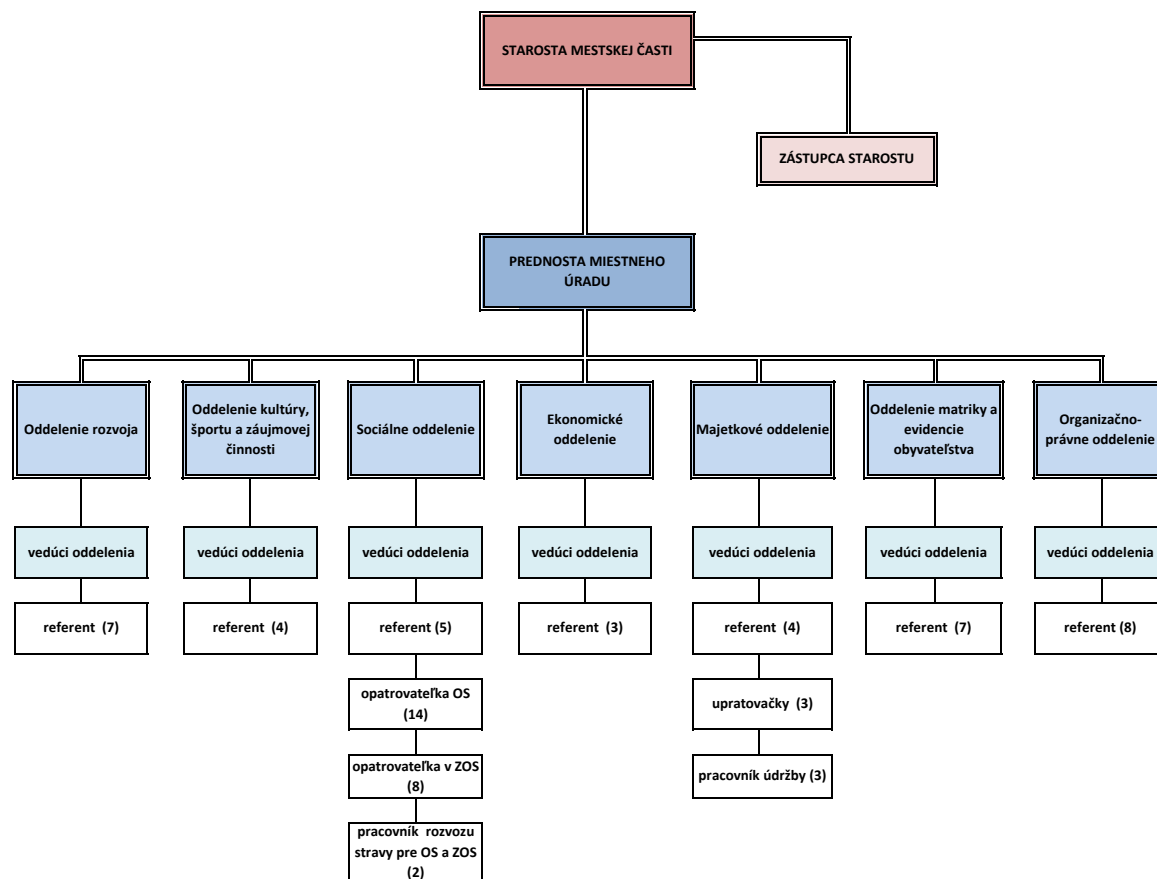 STAROSTA MESTSKEJ ČASTI
ZÁSTUPCA STAROSTU
PREDNOSTA MIESTNEHO
ÚRADU
Oddelenie rozvoja
Oddelenie kultúry,
športu a záujmovej
činnosti
Sociálne oddelenie
Ekonomické
oddelenie
Majetkové oddelenie
Oddelenie matriky a
evidencie
obyvateľstva
Organizačno-
právne oddelenie
vedúci oddelenia
vedúci oddelenia
vedúci oddelenia
vedúci oddelenia
vedúci oddelenia
vedúci oddelenia
vedúci oddelenia
referent (7)
referent (4)
referent (5)
referent (3)
referent (4)
referent (7)
referent (8)
opatrovateľka OS
(14)
upratovačky (3)
opatrovateľka v ZOS
(8)
pracovník údržby (3)
pracovník rozvozu
stravy pre OS a ZOS
(2)